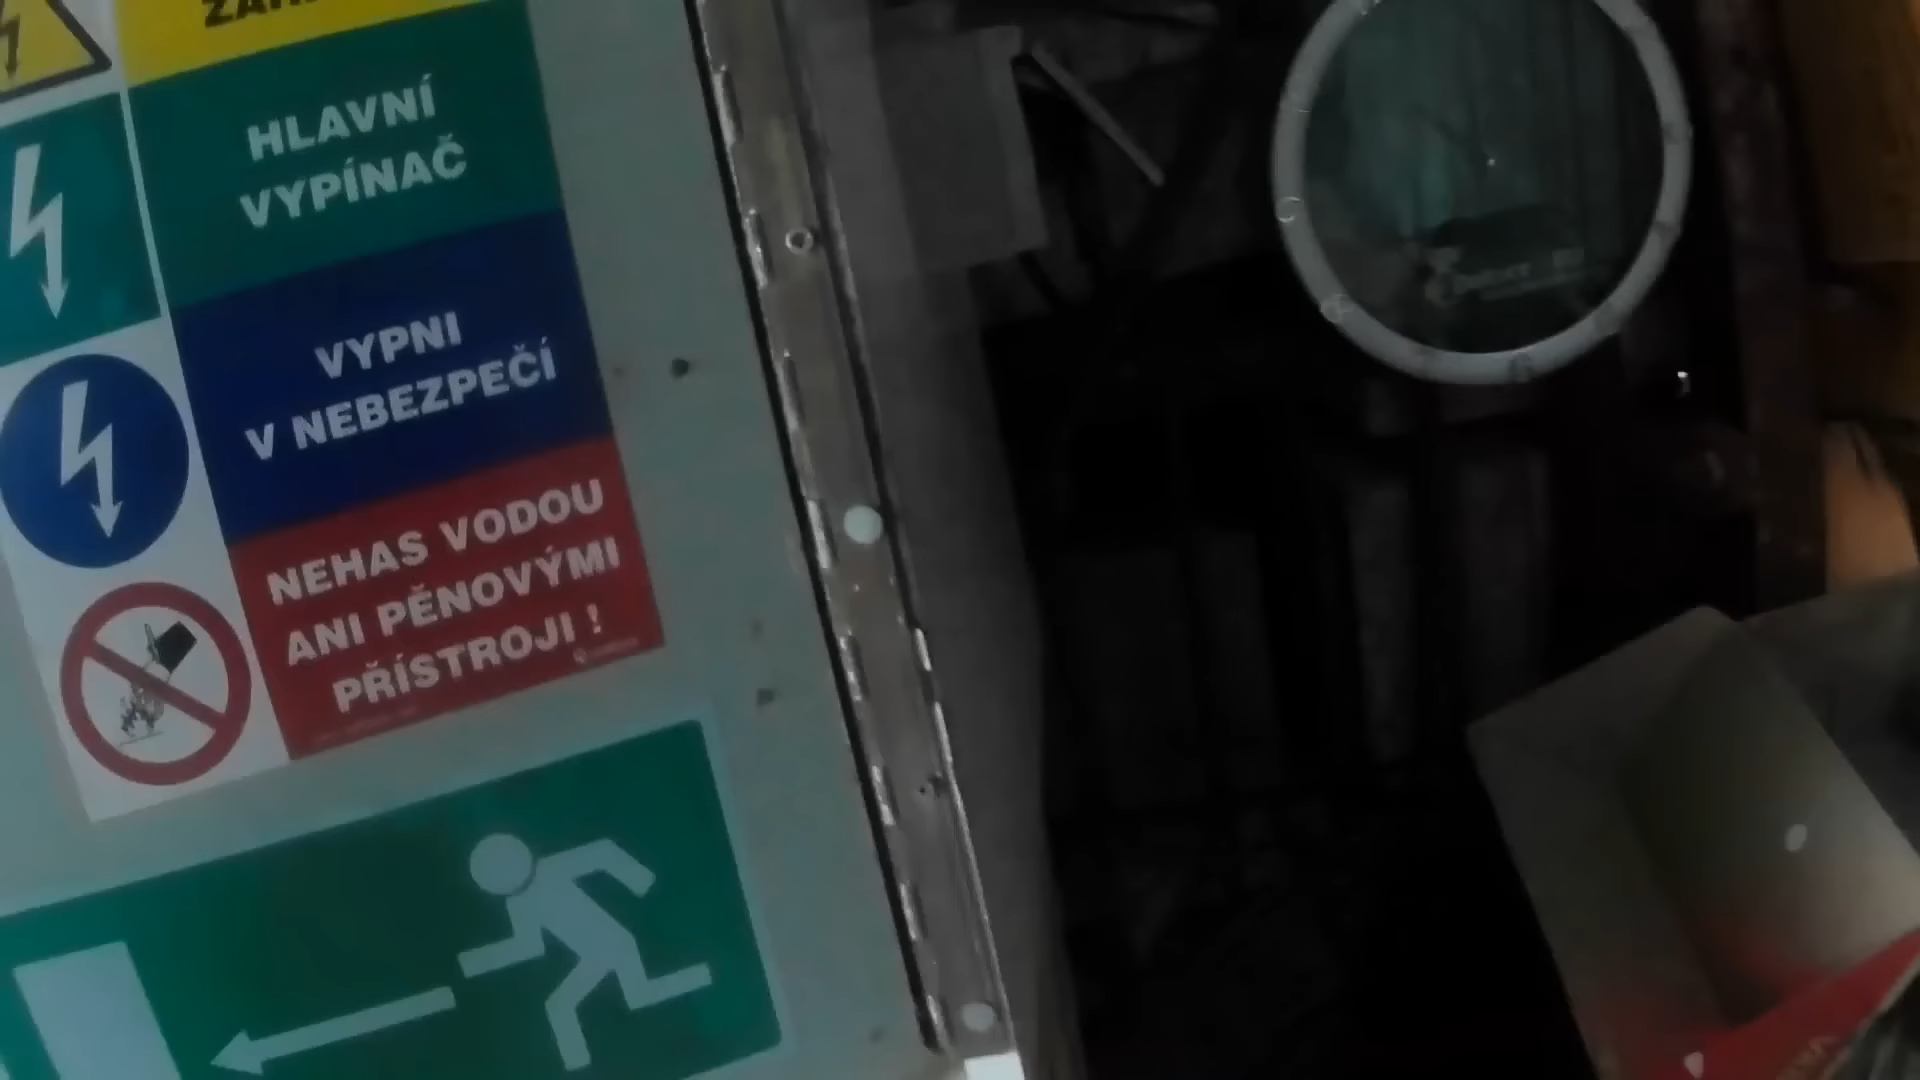 HLAVNÍ
VYPÍNAČ
VYPNI
V NEBEZPEČÍ
NEHAS VODOU
ANI PĚNOVÝMI
PŘÍSTROJI !